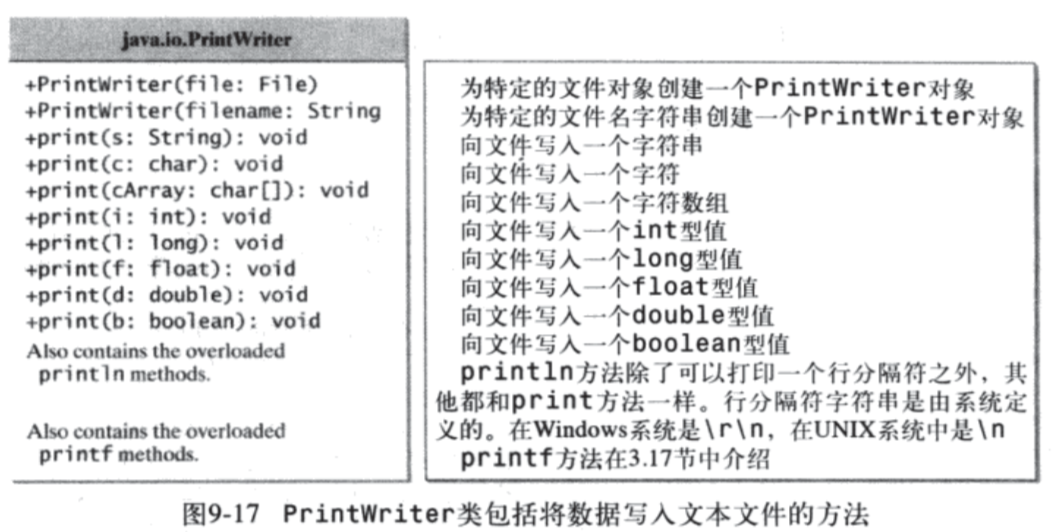 java.io.PrintWriter
+PrintWriter(file: File)
+PrintWriter(filename: String
+print(s: String): void
+print(c: char): void
+print(cArray: char[]): void
+print(i: int): void
+print(l: long): void
+print(f: float): void
+print(d: double): void
+print(b: boolean): void
Also contains the overloaded
println methods.
Also contains the overloaded
printf methods.
为特定的文件对象创建一个PrintWriter对象
为特定的文件名字符串创建一个PrintWriter对象
向文件写入一个字符串
向文件写入一个字符
向文件写入一个字符数组
向文件写入一个int型值
向文件写入一个long型值
向文件写入一个float型值
向文件写入一个double型值
向文件写入一个boolean型值
println方法除了可以打印一个行分隔符之外，其
他都和print方法一样。行分隔符字符串是由系统定
义的。在Windows系统是\r\n，在UNIX系统中是\n
printf方法在3.17节中介绍
图9-17 PrintWriter类包括将数据写入文本文件的方法